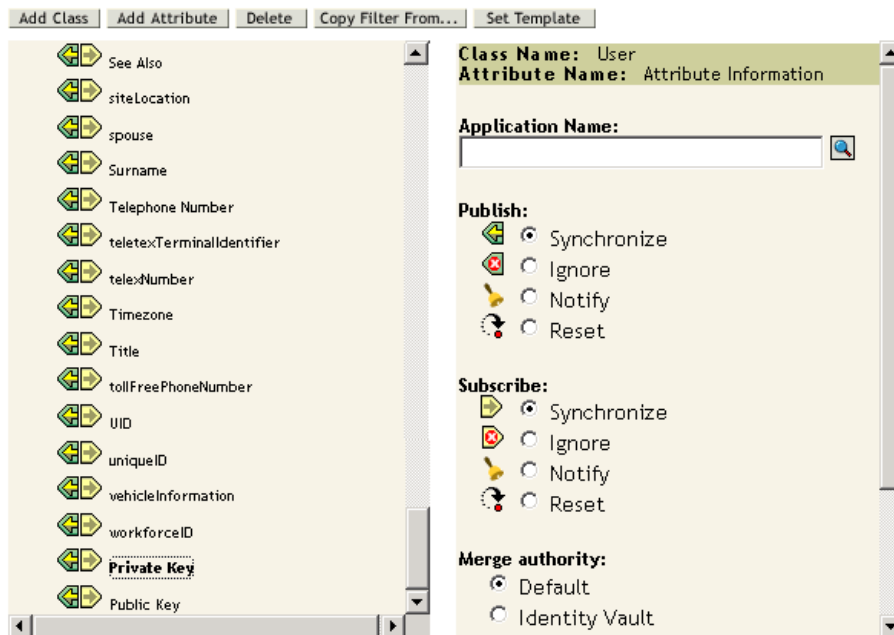 Add Class Add Attribute Delete Copy Filter From... Set Template
See Also
siteLocation
spouse
Surname
Telephone Number
teletexTerminalIdentifier
telexNumber
Timezone
Title
tollFreePhoneNumber
UID
uniqueID
vehicleInformation
workforceID
Private Key
Public Key
Class Name: User
Attribute Name: Attribute Information
Application Name:
Publish:
Synchronize
Ignore
Notify
Reset
Subscribe:
Synchronize
Ignore
Notify
Reset
Merge authority:
Default
Identity Vault